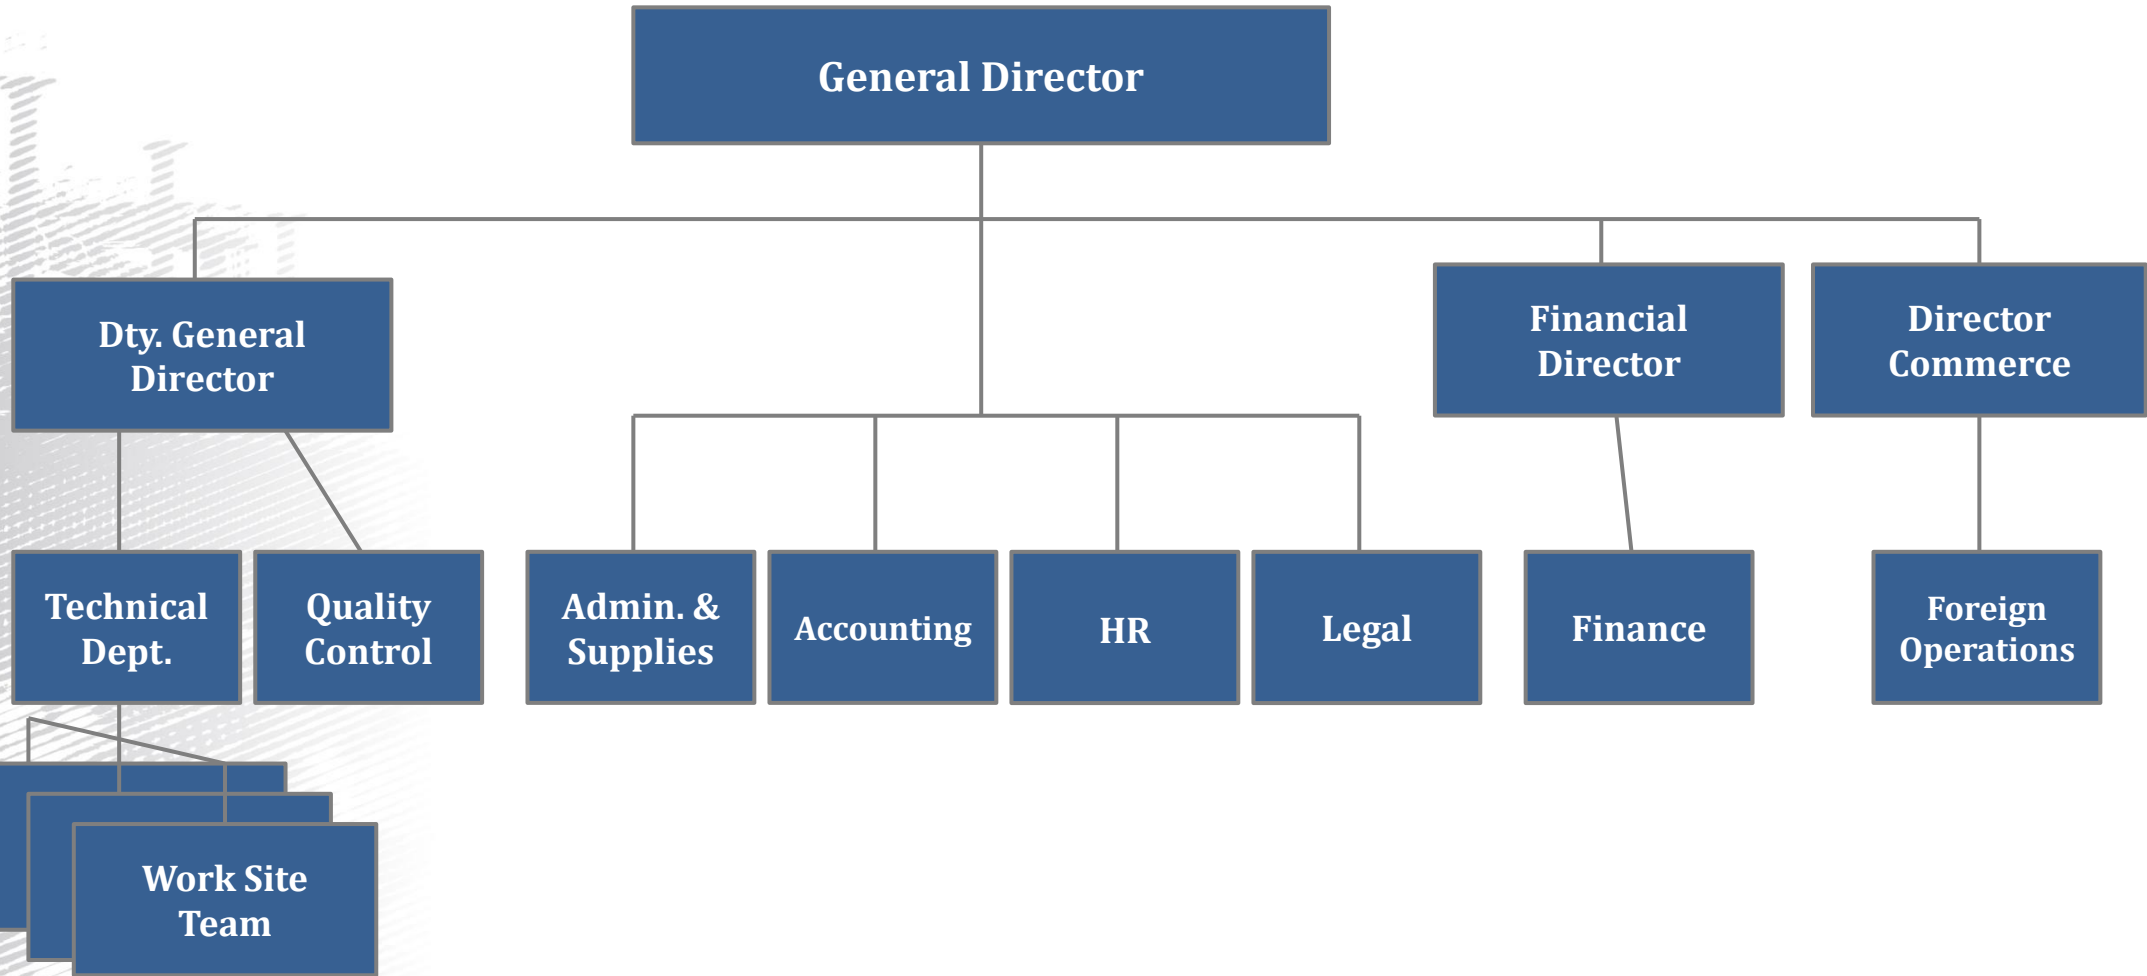 General Director
Dty. General
Director
Financial
Director
Director
Commerce
Technical
Dept.
Quality
Control
Admin. &
Supplies
Accounting
HR
Legal
Finance
Foreign
Operations
Work Site
Team